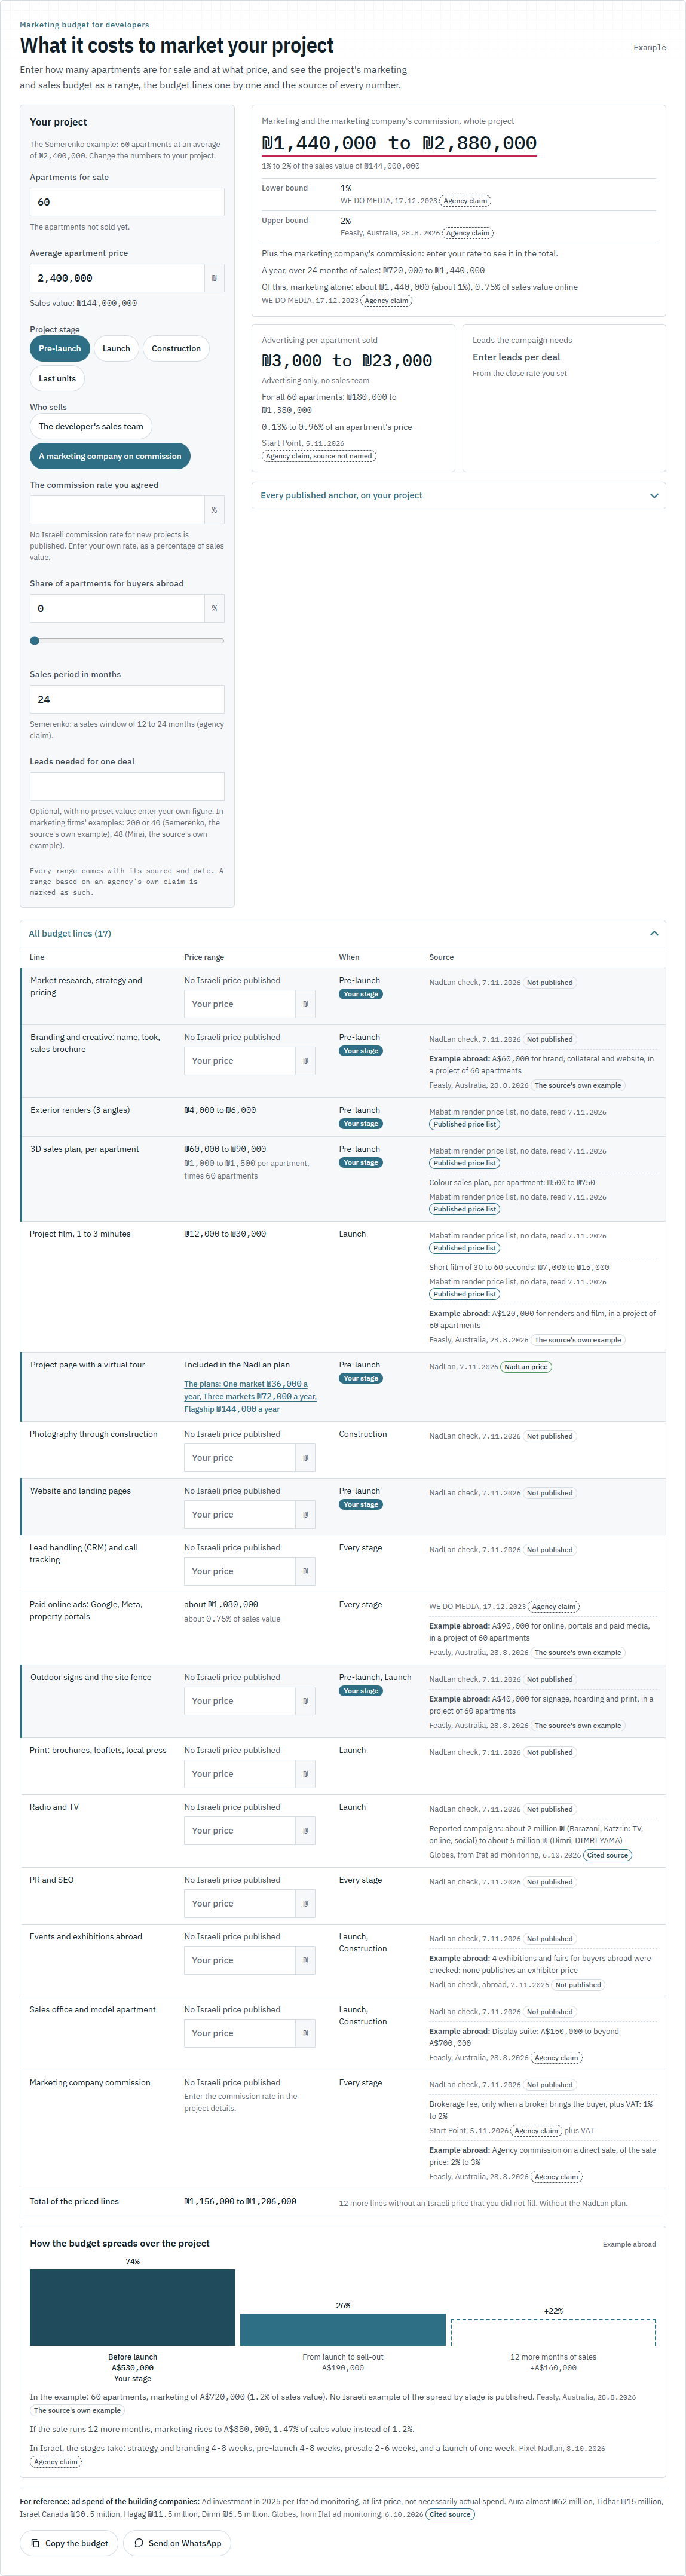 Marketing budget for developers
What it costs to market your project
Example
Enter how many apartments are for sale and at what price, and see the project's marketing
and sales budget as a range, the budget lines one by one and the source of every number.
Your project
The Semerenko example: 60 apartments at an average
of ₪2,400,000. Change the numbers to your project.
Apartments for sale
60
The apartments not sold yet.
Average apartment price
2,400,000 ₪
Sales value: ₪144,000,000
Project stage
Pre-launch Launch Construction
Last units
Who sells
The developer's sales team
A marketing company on commission
The commission rate you agreed
%
No Israeli commission rate for new projects is
published. Enter your own rate, as a percentage of sales
value.
Share of apartments for buyers abroad
0 %
Sales period in months
24
Semerenko: a sales window of 12 to 24 months (agency
claim).
Leads needed for one deal
Optional, with no preset value: enter your own figure. In
marketing firms' examples: 200 or 40 (Semerenko, the
source's own example), 48 (Mirai, the source's own
example).
Every range comes with its source and date. A
range based on an agency's own claim is
marked as such.
Marketing and the marketing company's commission, whole project
₪1,440,000 to ₪2,880,000
1% to 2% of the sales value of ₪144,000,000
Lower bound 1%
WE DO MEDIA, 17.12.2023 Agency claim
Upper bound 2%
Feasly, Australia, 28.8.2026 Agency claim
Plus the marketing company's commission: enter your rate to see it in the total.
A year, over 24 months of sales: ₪720,000 to ₪1,440,000
Of this, marketing alone: about ₪1,440,000 (about 1%), 0.75% of sales value online
WE DO MEDIA, 17.12.2023 Agency claim
Advertising per apartment sold
₪3,000 to ₪23,000
Advertising only, no sales team
For all 60 apartments: ₪180,000 to
₪1,380,000
0.13% to 0.96% of an apartment's price
Start Point, 5.11.2026
Agency claim, source not named
Leads the campaign needs
Enter leads per deal
From the close rate you set
Every published anchor, on your project
All budget lines (17)
Line Price range When Source
Market research, strategy and
pricing
No Israeli price published
Your price ₪
Pre-launch
Your stage
NadLan check, 7.11.2026 Not published
Branding and creative: name, look,
sales brochure
No Israeli price published
Your price ₪
Pre-launch
Your stage
NadLan check, 7.11.2026 Not published
Example abroad: A$60,000 for brand, collateral and website, in
a project of 60 apartments
Feasly, Australia, 28.8.2026 The source's own example
Exterior renders (3 angles)
₪4,000 to ₪6,000
Pre-launch
Your stage
Mabatim render price list, no date, read 7.11.2026
Published price list
3D sales plan, per apartment
₪60,000 to ₪90,000
₪1,000 to ₪1,500 per apartment,
times 60 apartments
Pre-launch
Your stage
Mabatim render price list, no date, read 7.11.2026
Published price list
Colour sales plan, per apartment: ₪500 to ₪750
Mabatim render price list, no date, read 7.11.2026
Published price list
Project film, 1 to 3 minutes
₪12,000 to ₪30,000
Launch
Mabatim render price list, no date, read 7.11.2026
Published price list
Short film of 30 to 60 seconds: ₪7,000 to ₪15,000
Mabatim render price list, no date, read 7.11.2026
Published price list
Example abroad: A$120,000 for renders and film, in a project of
60 apartments
Feasly, Australia, 28.8.2026 The source's own example
Project page with a virtual tour
Included in the NadLan plan
The plans: One market ₪36,000 a
year, Three markets ₪72,000 a year,
Flagship ₪144,000 a year
Pre-launch
Your stage
NadLan, 7.11.2026 NadLan price
Photography through construction
No Israeli price published
Your price ₪
Construction
NadLan check, 7.11.2026 Not published
Website and landing pages
No Israeli price published
Your price ₪
Pre-launch
Your stage
NadLan check, 7.11.2026 Not published
Lead handling (CRM) and call
tracking
No Israeli price published
Your price ₪
Every stage
NadLan check, 7.11.2026 Not published
Paid online ads: Google, Meta,
property portals
about ₪1,080,000
about 0.75% of sales value
Every stage
WE DO MEDIA, 17.12.2023 Agency claim
Example abroad: A$90,000 for online, portals and paid media,
in a project of 60 apartments
Feasly, Australia, 28.8.2026 The source's own example
Outdoor signs and the site fence
No Israeli price published
Your price ₪
Pre-launch, Launch
Your stage
NadLan check, 7.11.2026 Not published
Example abroad: A$40,000 for signage, hoarding and print, in a
project of 60 apartments
Feasly, Australia, 28.8.2026 The source's own example
Print: brochures, leaflets, local press
No Israeli price published
Your price ₪
Launch
NadLan check, 7.11.2026 Not published
Radio and TV
No Israeli price published
Your price ₪
Launch
NadLan check, 7.11.2026 Not published
Reported campaigns: about 2 million ₪ (Barazani, Katzrin: TV,
online, social) to about 5 million ₪ (Dimri, DIMRI YAMA)
Globes, from Ifat ad monitoring, 6.10.2026 Cited source
PR and SEO
No Israeli price published
Your price ₪
Every stage
NadLan check, 7.11.2026 Not published
Events and exhibitions abroad
No Israeli price published
Your price ₪
Launch,
Construction
NadLan check, 7.11.2026 Not published
Example abroad: 4 exhibitions and fairs for buyers abroad were
checked: none publishes an exhibitor price
NadLan check, abroad, 7.11.2026 Not published
Sales office and model apartment
No Israeli price published
Your price ₪
Launch,
Construction
NadLan check, 7.11.2026 Not published
Example abroad: Display suite: A$150,000 to beyond
A$700,000
Feasly, Australia, 28.8.2026 Agency claim
Marketing company commission
No Israeli price published
Enter the commission rate in the
project details.
Every stage
NadLan check, 7.11.2026 Not published
Brokerage fee, only when a broker brings the buyer, plus VAT: 1%
to 2%
Start Point, 5.11.2026 Agency claim plus VAT
Example abroad: Agency commission on a direct sale, of the sale
price: 2% to 3%
Feasly, Australia, 28.8.2026 Agency claim
Total of the priced lines ₪1,156,000 to ₪1,206,000 12 more lines without an Israeli price that you did not fill. Without the NadLan plan.
How the budget spreads over the project
Example abroad
74%
26%
+22%
Before launch
A$530,000
Your stage
From launch to sell-out
A$190,000
12 more months of sales
+A$160,000
In the example: 60 apartments, marketing of A$720,000 (1.2% of sales value). No Israeli example of the spread by stage is published. Feasly, Australia, 28.8.2026
The source's own example
If the sale runs 12 more months, marketing rises to A$880,000, 1.47% of sales value instead of 1.2%.
In Israel, the stages take: strategy and branding 4-8 weeks, pre-launch 4-8 weeks, presale 2-6 weeks, and a launch of one week. Pixel Nadlan, 8.10.2026
Agency claim
For reference: ad spend of the building companies: Ad investment in 2025 per Ifat ad monitoring, at list price, not necessarily actual spend. Aura almost ₪62 million, Tidhar ₪15 million,
Israel Canada ₪30.5 million, Hagag ₪11.5 million, Dimri ₪6.5 million. Globes, from Ifat ad monitoring, 6.10.2026 Cited source
Copy the budget Send on WhatsApp